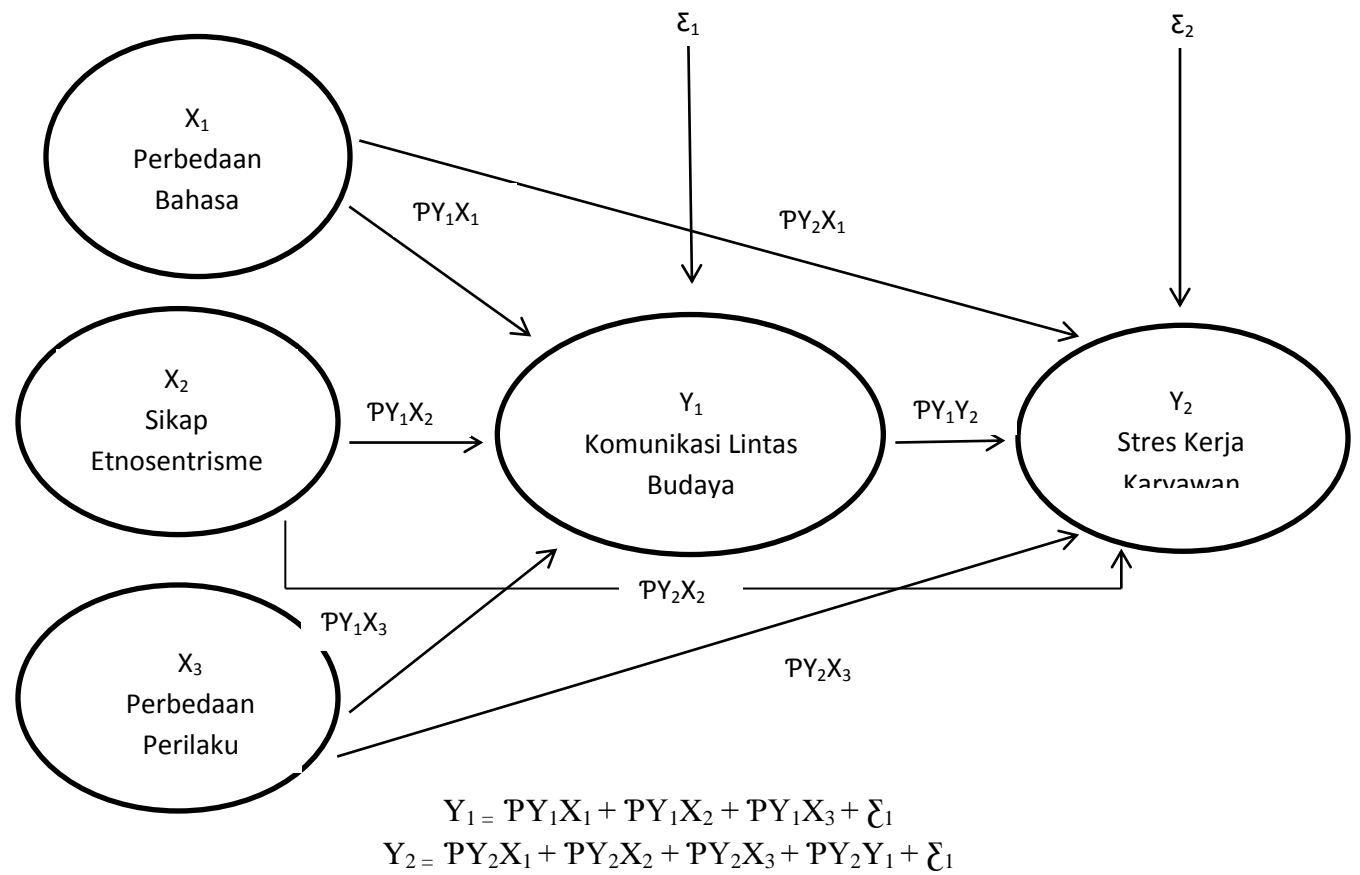 Ɛ₁
Ɛ₂
X₁
Perbedaan
Bahasa
ƤY₁X₁
ƤY₂X₁
X₂
Sikap
Etnosentrisme
ƤY₁X₂
Y₁
Komunikasi Lintas
Budaya
ƤY₁Y₂
Y₂
Stres Kerja
Karyawan
ƤY₂X₂
ƤY₁X₃
X₃
Perbedaan
Perilaku
ƤY₂X₃
Y₁ = ƤY₁X₁ + ƤY₁X₂ + ƤY₁X₃ + Ƹ₁
Y₂ = ƤY₂X₁ + ƤY₂X₂ + ƤY₂X₃ + ƤY₂Y₁ + Ƹ₁